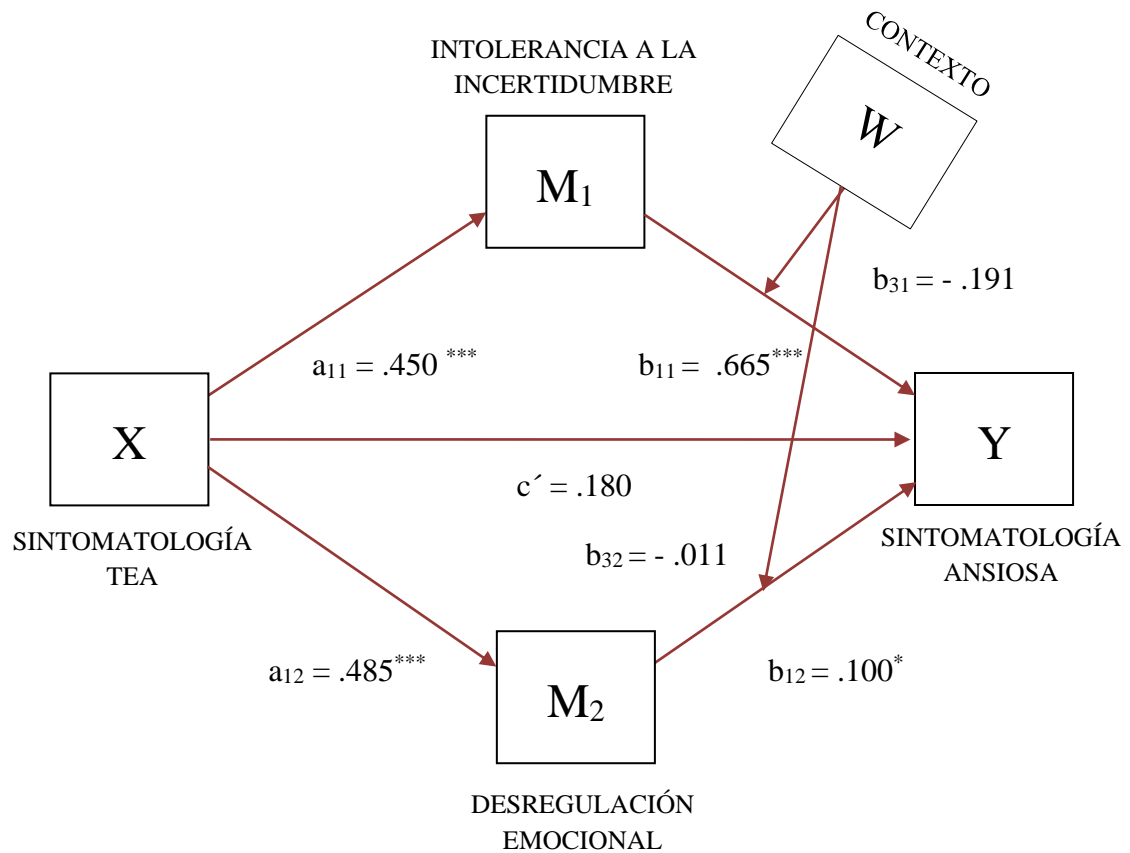 INTOLERANCIA A LA
INCERTIDUMBRE
CONTEXTO
W
M1
b31 = - .191
a11 = .450 ***
b11 = .665***
X
Y
c´ = .180
SINTOMATOLOGÍA
TEA
SINTOMATOLOGÍA
ANSIOSA
b32 = - .011
a12 = .485***
M2
b12 = .100*
DESREGULACIÓN
EMOCIONAL